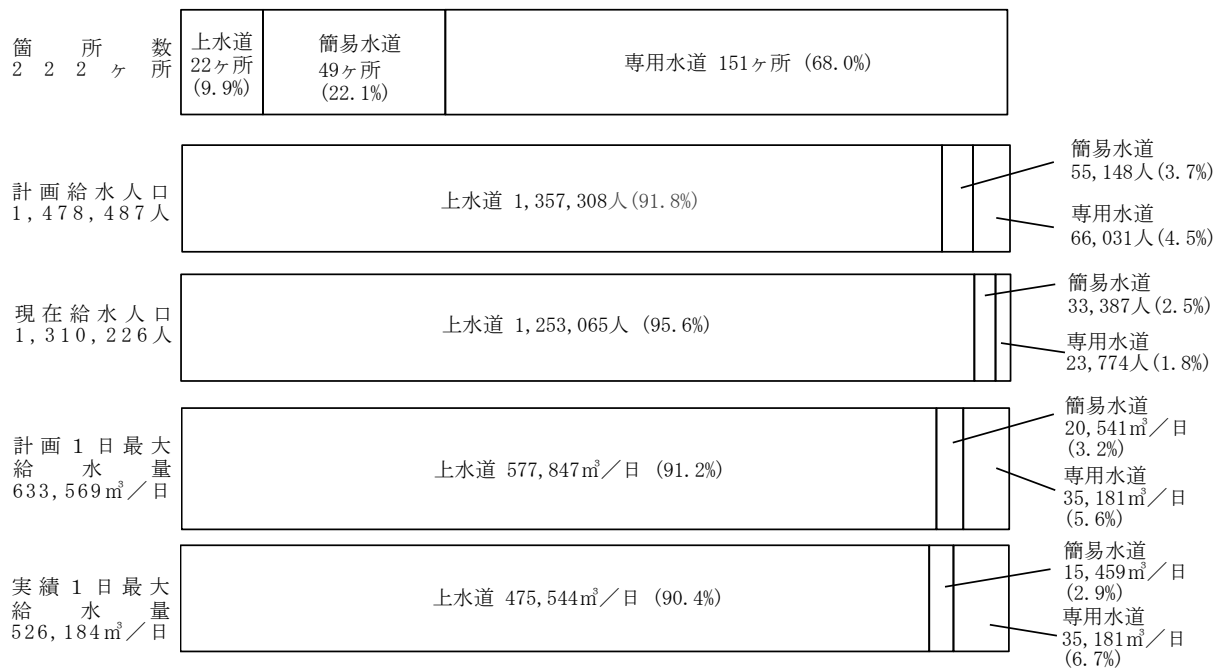 箇所数
222ヶ所
上水道
22ヶ所
(9.9%)
簡易水道
49ヶ所
(22.1%)
専用水道 151ヶ所 (68.0%)
計画給水人口
1,478,487人
上水道 1,357,308人(91.8%)
簡易水道
55,148人(3.7%)
専用水道
66,031人(4.5%)
現在給水人口
1,310,226人
上水道 1,253,065人 (95.6%)
簡易水道
33,387人(2.5%)
専用水道
23,774人(1.8%)
計画1日最大
給水量
633,569㎥/日
上水道 577,847㎥/日 (91.2%)
簡易水道
20,541㎥/日
(3.2%)
専用水道
35,181㎥/日
(5.6%)
実績1日最大
給水量
526,184㎥/日
上水道 475,544㎥/日 (90.4%)
簡易水道
15,459㎥/日
(2.9%)
専用水道
35,181㎥/日
(6.7%)